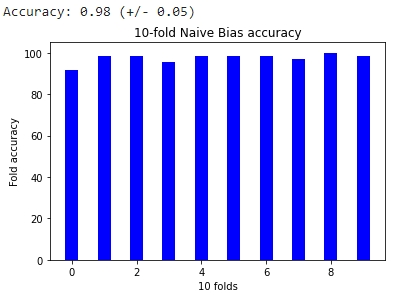 Accuracy: 0.98 (+/- 0.05)
10-fold Naive Bias accuracy
100
80
60
40
20
0
Fold accuracy
0 2 4 6 8
10 folds